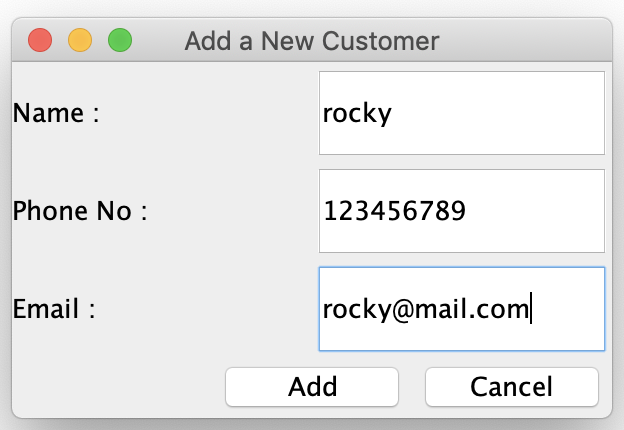 Add a New Customer
Name : rocky
Phone No : 123456789
Email : rocky@mail.com
Add Cancel